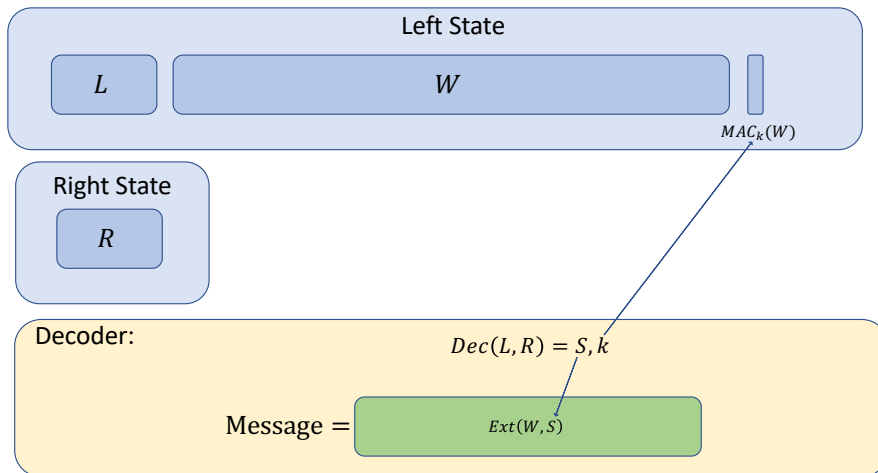 Left State
L W
MAC_k(W)
Right State
R
Decoder:
Dec(L, R) = S, k
Message = Ext(W, S)